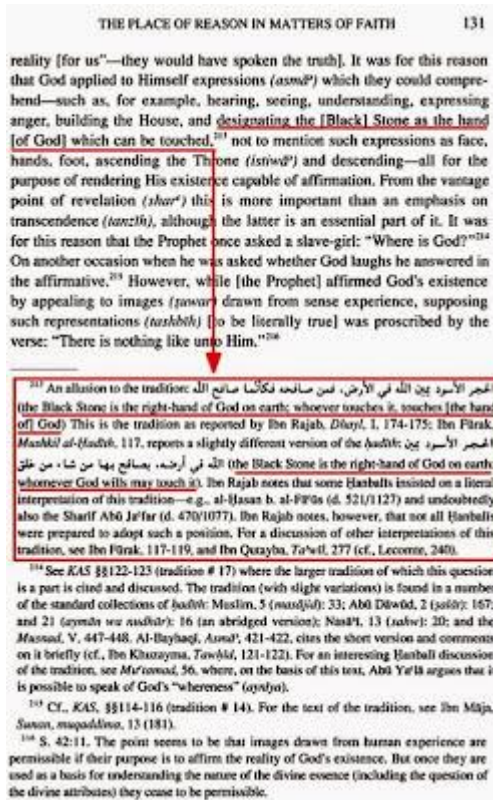 THE PLACE OF REASON IN MATTERS OF FAITH 131
reality [for us"—they would have spoken the truth]. It was for this reason
that God applied to Himself expressions (asmāʾ) which they could compre-
hend—such as, for example, hearing, seeing, understanding, expressing
anger, building the House, and designating the [Black] Stone as the hand
[of God] which can be touched,²¹³ not to mention such expressions as face,
hands, foot, ascending the Throne (istiwāʾ) and descending—all for the
purpose of rendering His existence capable of affirmation. From the vantage
point of revelation (sharʿ) this is more important than an emphasis on
transcendence (tanzīh), although the latter is an essential part of it. It was
for this reason that the Prophet once asked a slave-girl: "Where is God?"²¹⁴
On another occasion when he was asked whether God laughs he answered in
the affirmative.²¹⁵ However, while [the Prophet] affirmed God's existence
by appealing to images (ṣuwar) drawn from sense experience, supposing
such representations (tashbīh) [to be literally true] was proscribed by the
verse: "There is nothing like unto Him."²¹⁶
²¹³ An allusion to the tradition: الحجر الأسود يمين الله في الأرض، فمن صافحه فكأنما صافح الله
(the Black Stone is the right-hand of God on earth; whoever touches it, touches [the hand
of] God) This is the tradition as reported by Ibn Rajab, Dhayl, I, 174-175; Ibn Fūrak,
Mushkil al-Ḥadīth, 117, reports a slightly different version of the ḥadīth: الحجر الأسود يمين
الله في أرضه، يصافح بها من شاء من خلق (the Black Stone is the right-hand of God on earth;
whomever God wills may touch it). Ibn Rajab notes that some Ḥanbalīs insisted on a literal
interpretation of this tradition—e.g., al-Ḥasan b. al-Fāʿūs (d. 521/1127) and undoubtedly
also the Sharīf Abū Jaʿfar (d. 470/1077). Ibn Rajab notes, however, that not all Ḥanbalīs
were prepared to adopt such a position. For a discussion of other interpretations of this
tradition, see Ibn Fūrak, 117-119, and Ibn Qutayba, Taʾwīl, 277 (cf., Lecomte, 240).
²¹⁴ See KAS §§122-123 (tradition # 17) where the larger tradition of which this question
is a part is cited and discussed. The tradition (with slight variations) is found in a number
of the standard collections of ḥadīth: Muslim, 5 (masājid): 33; Abū Dāwūd, 2 (ṣalāt): 167;
and 21 (aymān wa nudhūr): 16 (an abridged version); Nasāʾī, 13 (sahw): 20; and the
Musnad, V, 447-448. Al-Bayhaqī, Asmāʾ, 421-422, cites the short version and comments
on it briefly (cf., Ibn Khuzayma, Tawḥīd, 121-122). For an interesting Ḥanbalī discussion
of the tradition, see Muʿtamad, 56, where, on the basis of this text, Abū Yaʿlā argues that it
is possible to speak of God's "whereness" (ayniya).
²¹⁵ Cf., KAS, §§114-116 (tradition # 14). For the text of the tradition, see Ibn Māja,
Sunan, muqaddima, 13 (181).
²¹⁶ S. 42:11. The point seems to be that images drawn from human experience are
permissible if their purpose is to affirm the reality of God's existence. But once they are
used as a basis for understanding the nature of the divine essence (including the question of
the divine attributes) they cease to be permissible.